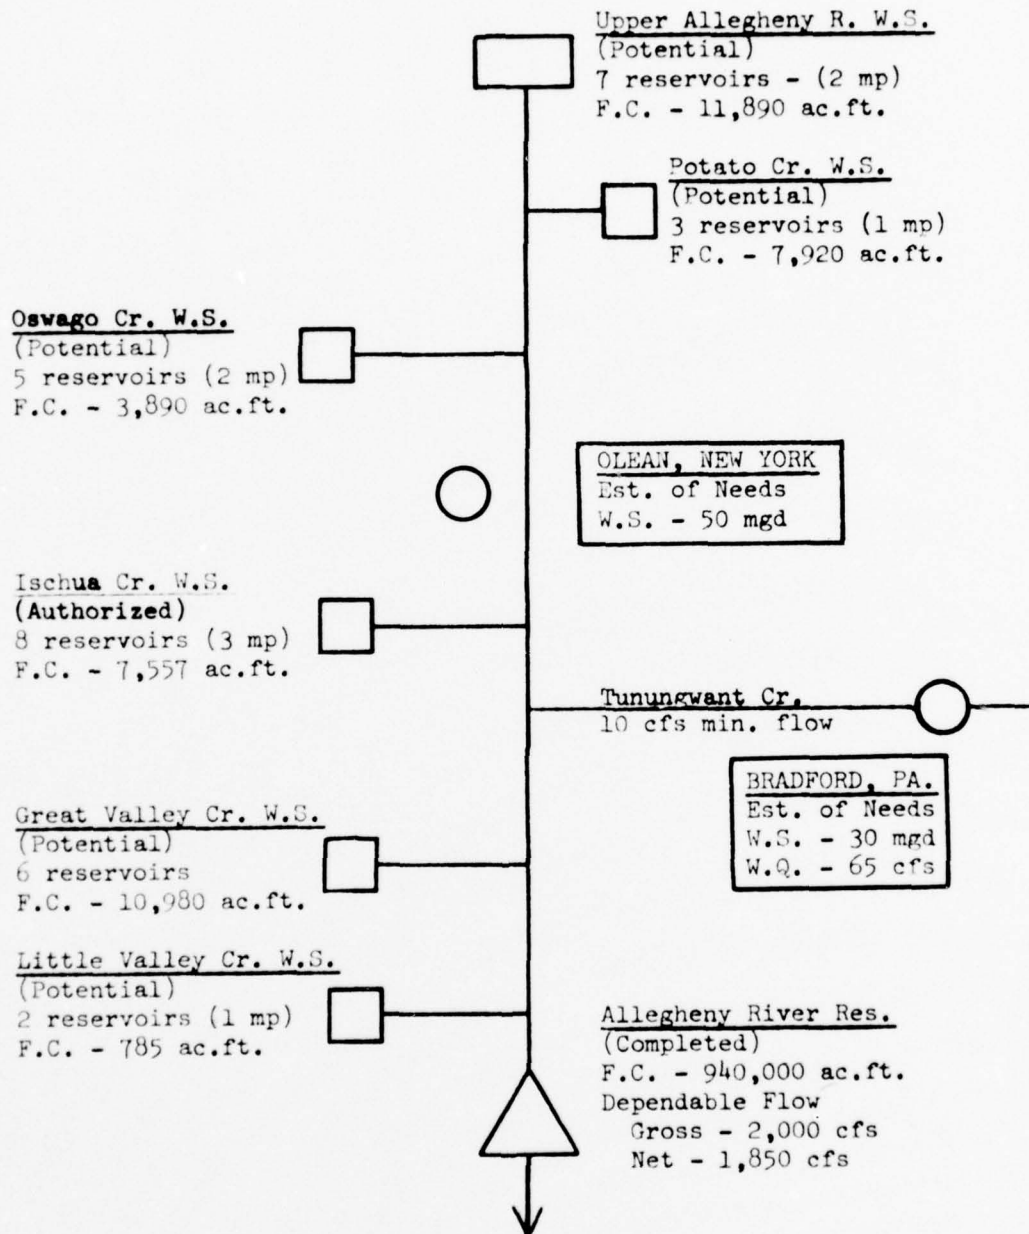 Upper Allegheny R. W.S.
(Potential)
7 reservoirs - (2 mp)
F.C. - 11,890 ac.ft.
Potato Cr. W.S.
(Potential)
3 reservoirs (1 mp)
F.C. - 7,920 ac.ft.
Oswago Cr. W.S.
(Potential)
5 reservoirs (2 mp)
F.C. - 3,890 ac.ft.
OLEAN, NEW YORK
Est. of Needs
W.S. - 50 mgd
Ischua Cr. W.S.
(Authorized)
8 reservoirs (3 mp)
F.C. - 7,557 ac.ft.
Tunungwant Cr.
10 cfs min. flow
BRADFORD, PA.
Est. of Needs
W.S. - 30 mgd
W.Q. - 65 cfs
Great Valley Cr. W.S.
(Potential)
6 reservoirs
F.C. - 10,980 ac.ft.
Little Valley Cr. W.S.
(Potential)
2 reservoirs (1 mp)
F.C. - 785 ac.ft.
Allegheny River Res.
(Completed)
F.C. - 940,000 ac.ft.
Dependable Flow
Gross - 2,000 cfs
Net - 1,850 cfs